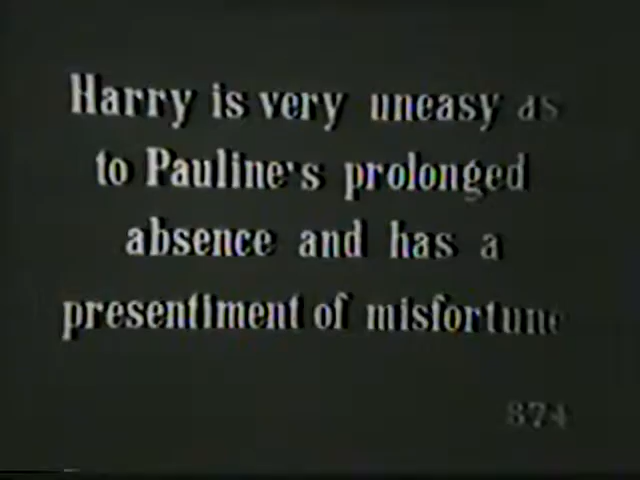 Harry is very uneasy as
to Pauline's prolonged
absence and has a
presentiment of misfortune
874